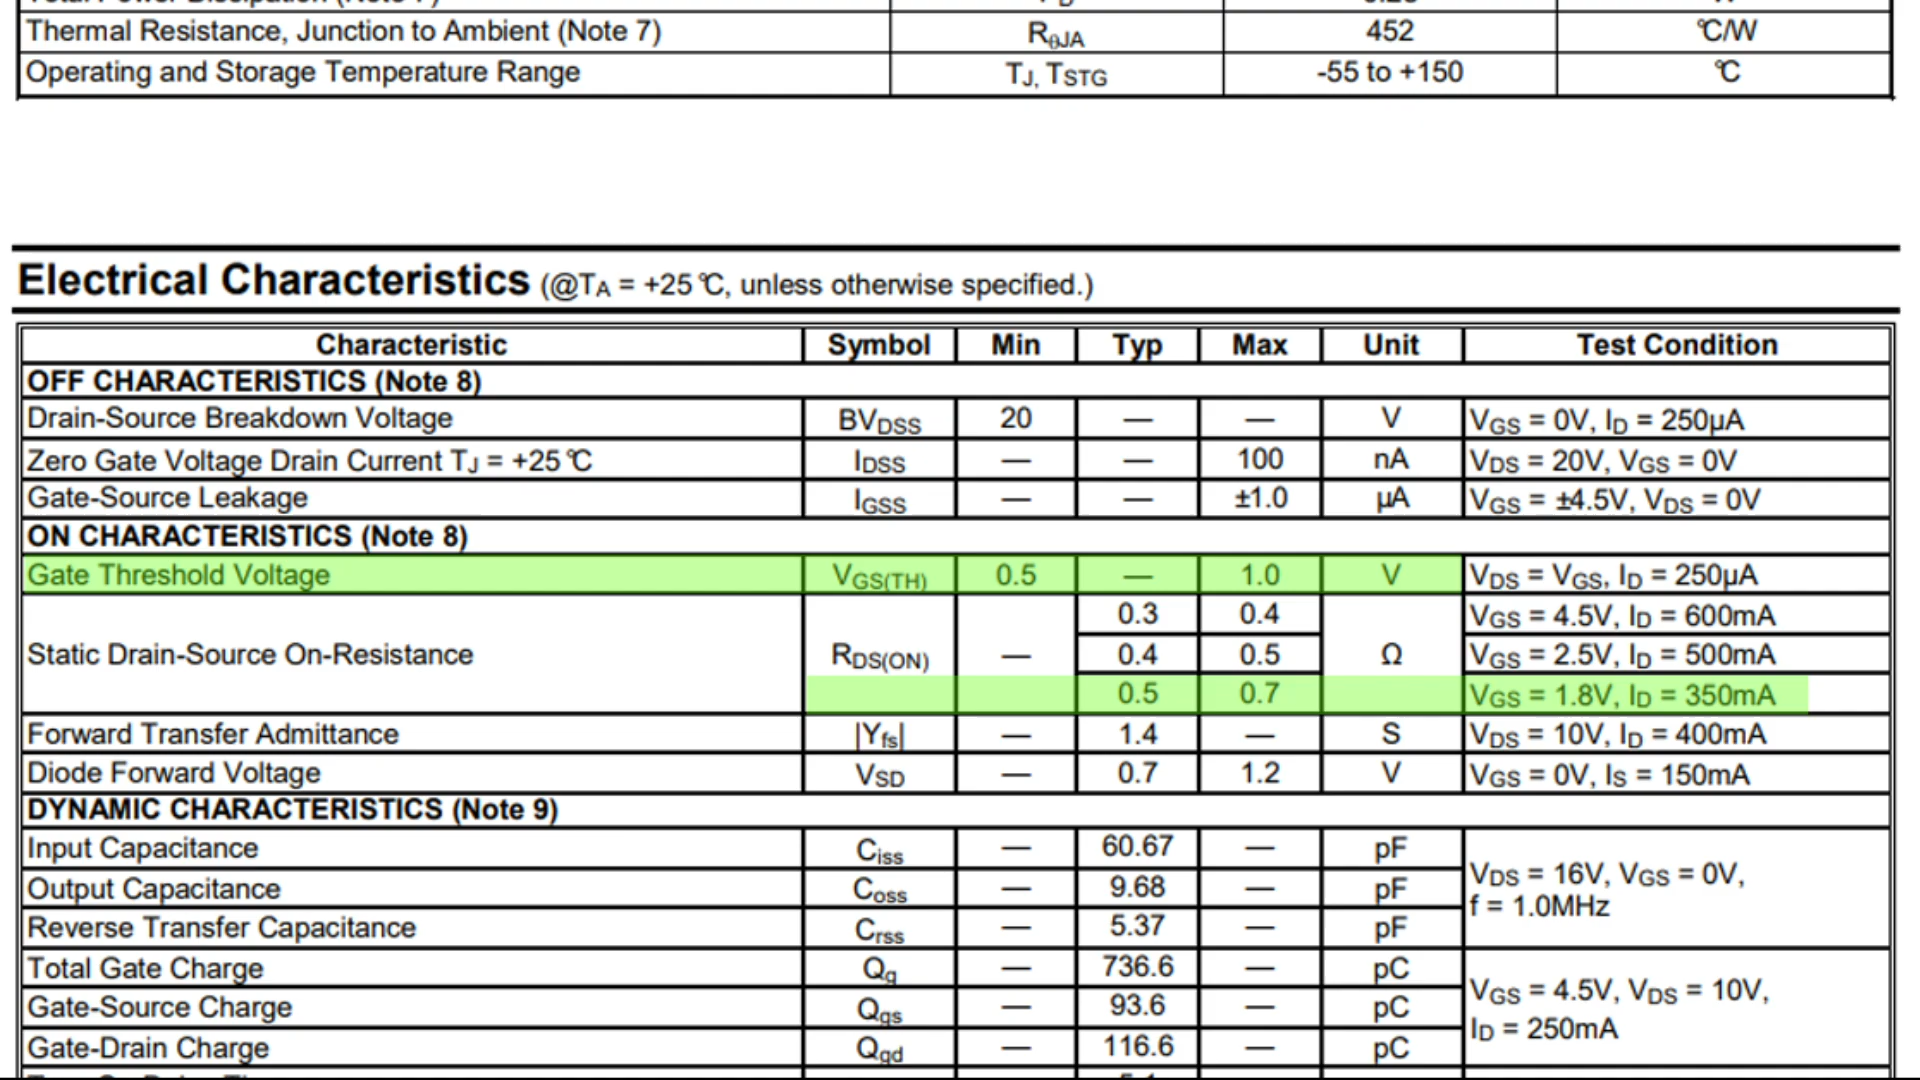 Thermal Resistance, Junction to Ambient (Note 7) RθJA 452 °C/W
Operating and Storage Temperature Range TJ, TSTG -55 to +150 °C
Electrical Characteristics (@TA = +25°C, unless otherwise specified.)
Characteristic Symbol Min Typ Max Unit Test Condition
OFF CHARACTERISTICS (Note 8)
Drain-Source Breakdown Voltage BVDSS 20 — — V VGS = 0V, ID = 250µA
Zero Gate Voltage Drain Current TJ = +25°C IDSS — — 100 nA VDS = 20V, VGS = 0V
Gate-Source Leakage IGSS — — ±1.0 µA VGS = ±4.5V, VDS = 0V
ON CHARACTERISTICS (Note 8)
Gate Threshold Voltage VGS(TH) 0.5 — 1.0 V VDS = VGS, ID = 250µA
0.3 0.4 VGS = 4.5V, ID = 600mA
Static Drain-Source On-Resistance RDS(ON) — 0.4 0.5 Ω VGS = 2.5V, ID = 500mA
0.5 0.7 VGS = 1.8V, ID = 350mA
Forward Transfer Admittance |Yfs| — 1.4 — S VDS = 10V, ID = 400mA
Diode Forward Voltage VSD — 0.7 1.2 V VGS = 0V, IS = 150mA
DYNAMIC CHARACTERISTICS (Note 9)
Input Capacitance Ciss — 60.67 — pF
Output Capacitance Coss — 9.68 — pF
VDS = 16V, VGS = 0V,
f = 1.0MHz
Reverse Transfer Capacitance Crss — 5.37 — pF
Total Gate Charge Qg — 736.6 — pC
Gate-Source Charge Qgs — 93.6 — pC
VGS = 4.5V, VDS = 10V,
ID = 250mA
Gate-Drain Charge Qgd — 116.6 — pC